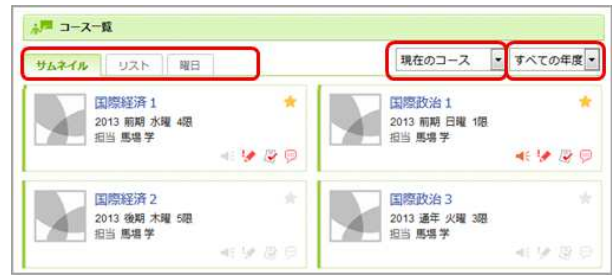 コース一覧
サムネイル リスト 曜日 現在のコース すべての年度
国際経済 1 国際政治 1
2013 前期 水曜 4限 2013 前期 日曜 1限
担当 馬場 学 担当 馬場 学
国際経済 2 国際政治 3
2013 後期 木曜 5限 2013 通年 火曜 3限
担当 馬場 学 担当 馬場 学